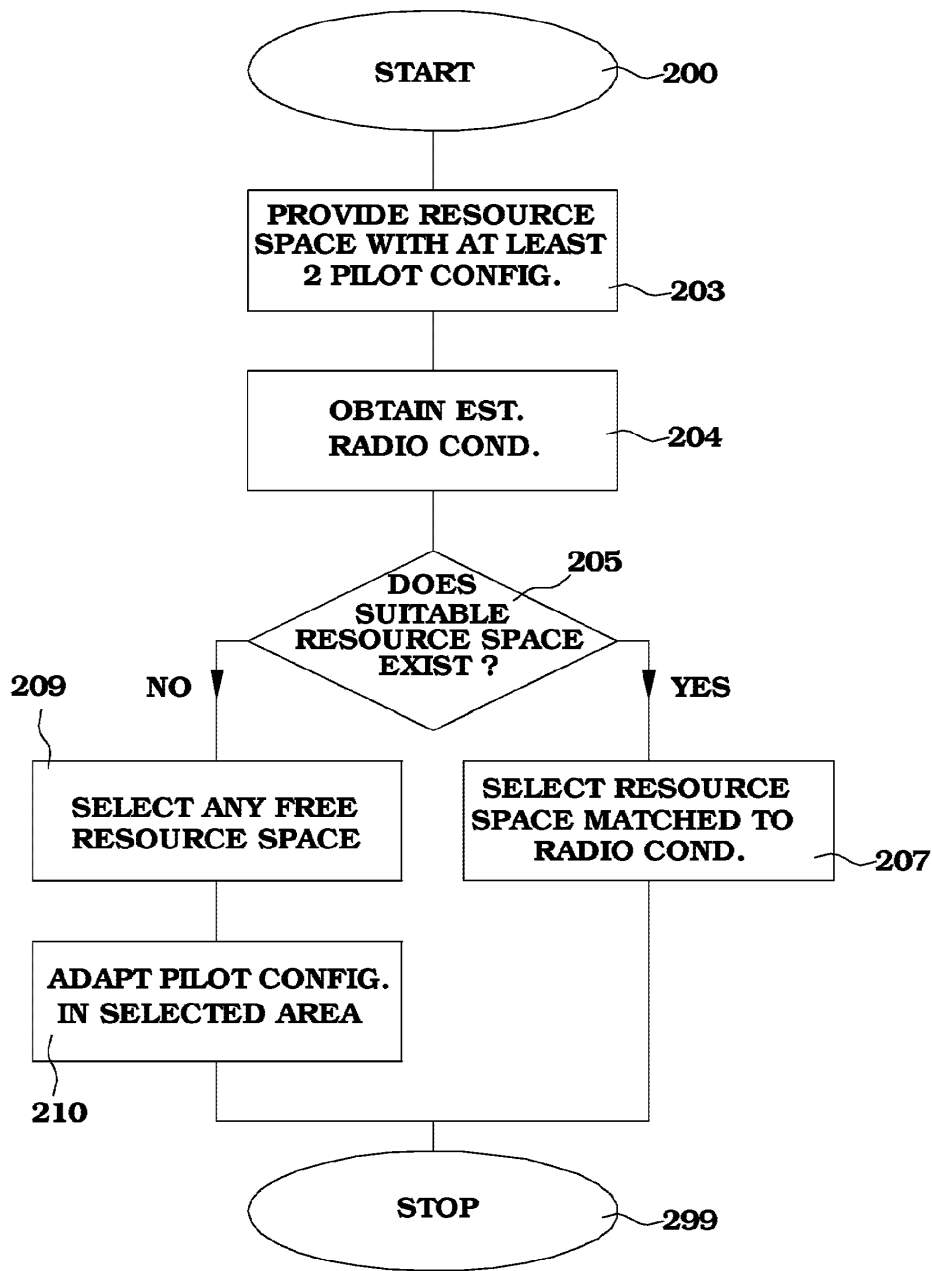 START
200
PROVIDE RESOURCE
SPACE WITH AT LEAST
2 PILOT CONFIG.
203
OBTAIN EST.
RADIO COND.
204
205
DOES
SUITABLE
RESOURCE SPACE
EXIST ?
209
NO
YES
SELECT ANY FREE
RESOURCE SPACE
SELECT RESOURCE
SPACE MATCHED TO
RADIO COND.
207
ADAPT PILOT CONFIG.
IN SELECTED AREA
210
STOP
299